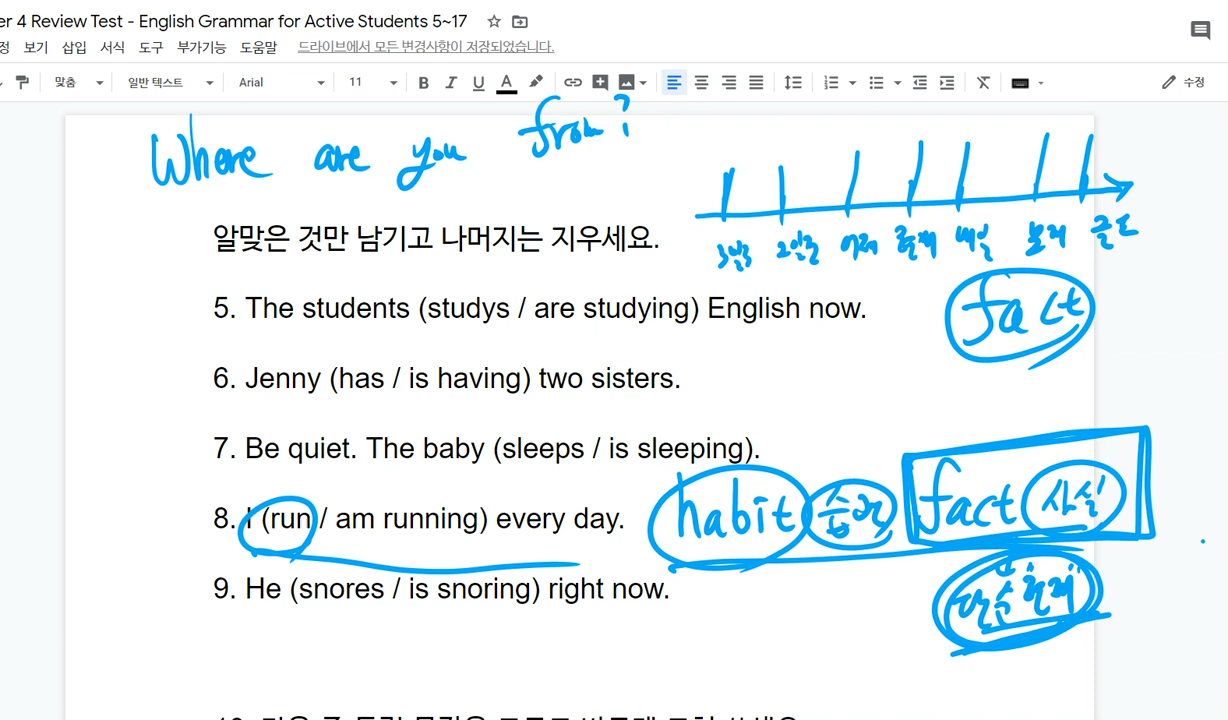 er 4 Review Test - English Grammar for Active Students 5~17
정 보기 삽입 서식 도구 부가기능 도움말 드라이브에서 모든 변경사항이 저장되었습니다.
맞춤 일반 텍스트 Arial 11 B I U A 수정
Where are you from?
알맞은 것만 남기고 나머지는 지우세요.
3일전 2일전 어제 현재 내일 모레 글피
5. The students (studys / are studying) English now.
fact
6. Jenny (has / is having) two sisters.
7. Be quiet. The baby (sleeps / is sleeping).
habit 습관 fact 사실
8. I (run / am running) every day.
9. He (snores / is snoring) right now.
단순현재